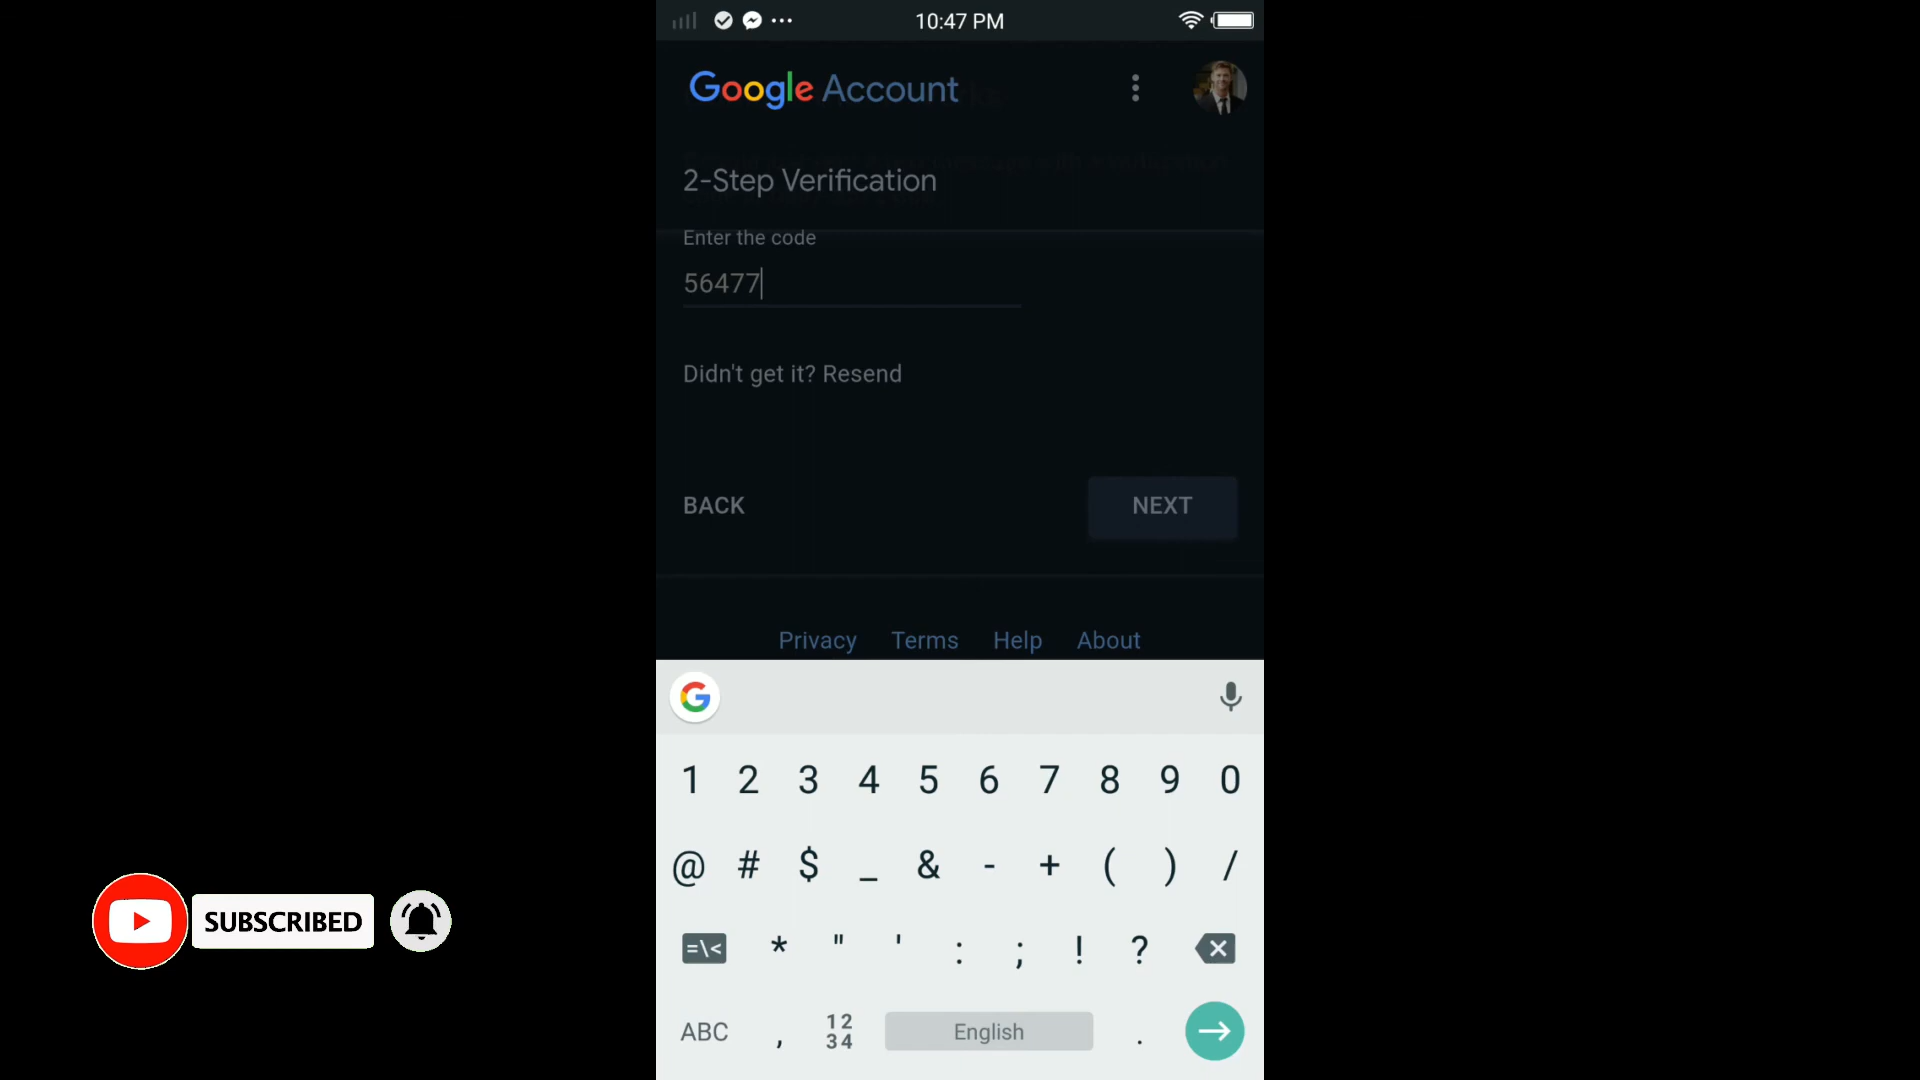 10:47 PM
Google Account
2-Step Verification
Enter the code
56477
Didn't get it? Resend
BACK
NEXT
Privacy Terms Help About
G
1 2 3 4 5 6 7 8 9 0
@ # $ _ & - + ( ) /
=\< * " ' : ; ! ?
ABC , 12 34 English .
SUBSCRIBED